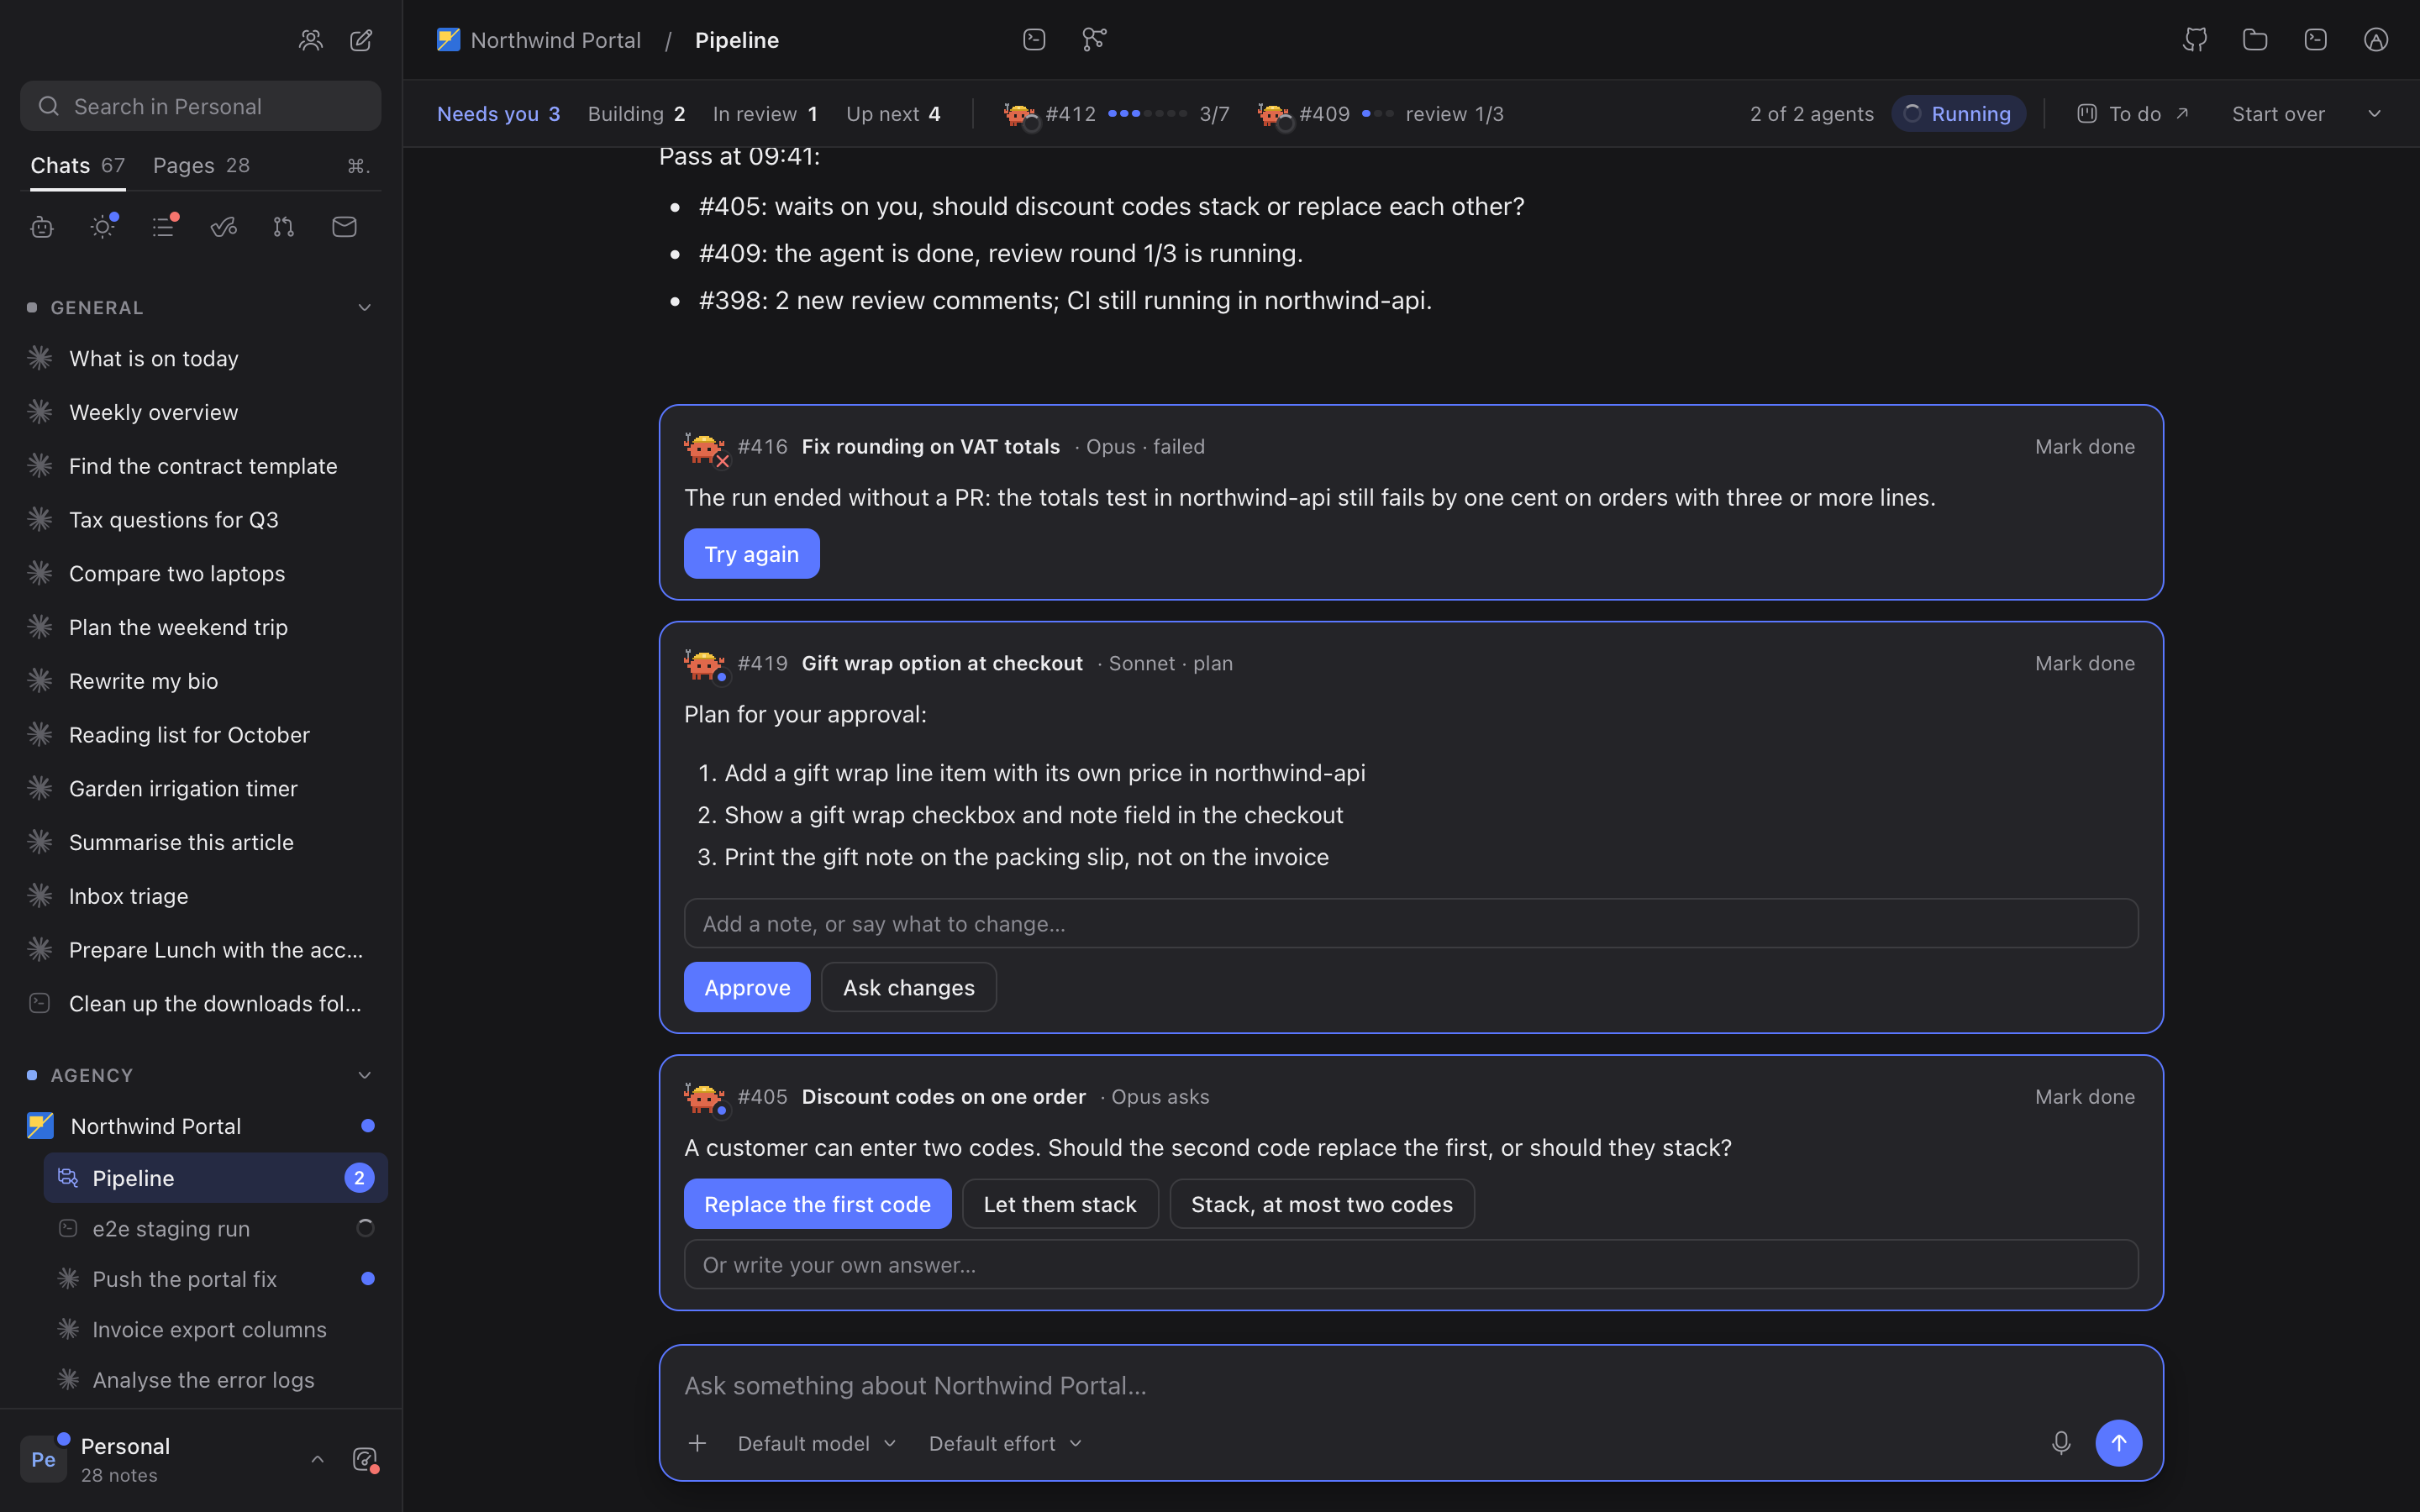 Search in Personal
Chats 67 Pages 28 ⌘.
GENERAL
What is on today
Weekly overview
Find the contract template
Tax questions for Q3
Compare two laptops
Plan the weekend trip
Rewrite my bio
Reading list for October
Garden irrigation timer
Summarise this article
Inbox triage
Prepare Lunch with the acc...
Clean up the downloads fol...
AGENCY
Northwind Portal
Pipeline 2
e2e staging run
Push the portal fix
Invoice export columns
Analyse the error logs
Pe Personal
28 notes
Northwind Portal / Pipeline
Needs you 3 Building 2 In review 1 Up next 4 #412 3/7 #409 review 1/3 2 of 2 agents Running To do ↗ Start over
Pass at 09:41:
• #405: waits on you, should discount codes stack or replace each other?
• #409: the agent is done, review round 1/3 is running.
• #398: 2 new review comments; CI still running in northwind-api.
#416 Fix rounding on VAT totals · Opus · failed Mark done
The run ended without a PR: the totals test in northwind-api still fails by one cent on orders with three or more lines.
Try again
#419 Gift wrap option at checkout · Sonnet · plan Mark done
Plan for your approval:
1. Add a gift wrap line item with its own price in northwind-api
2. Show a gift wrap checkbox and note field in the checkout
3. Print the gift note on the packing slip, not on the invoice
Add a note, or say what to change...
Approve Ask changes
#405 Discount codes on one order · Opus asks Mark done
A customer can enter two codes. Should the second code replace the first, or should they stack?
Replace the first code Let them stack Stack, at most two codes
Or write your own answer...
Ask something about Northwind Portal...
Default model Default effort